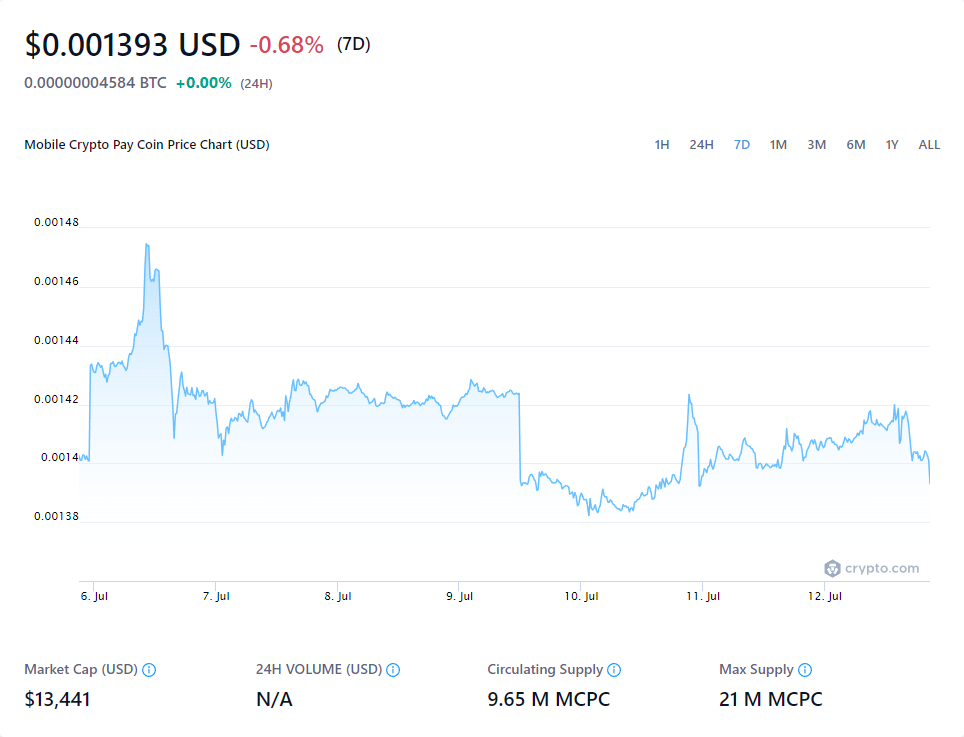 $0.001393 USD -0.68% (7D)
0.00000004584 BTC +0.00% (24H)
Mobile Crypto Pay Coin Price Chart (USD) 1H 24H 7D 1M 3M 6M 1Y ALL
0.00148
0.00146
0.00144
0.00142
0.0014
0.00138
crypto.com
6. Jul 7. Jul 8. Jul 9. Jul 10. Jul 11. Jul 12. Jul
Market Cap (USD) 24H VOLUME (USD) Circulating Supply Max Supply
$13,441 N/A 9.65 M MCPC 21 M MCPC